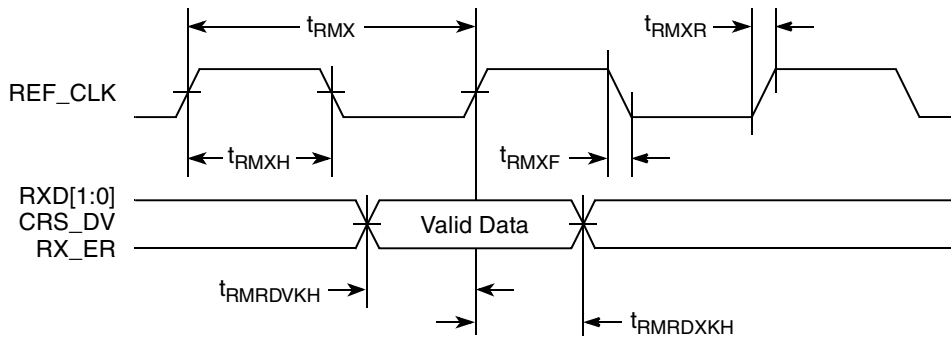 tRMX
tRMXR
REF_CLK
tRMXH
tRMXF
RXD[1:0]
CRS_DV
RX_ER
Valid Data
tRMRDVKH
tRMRDXKH